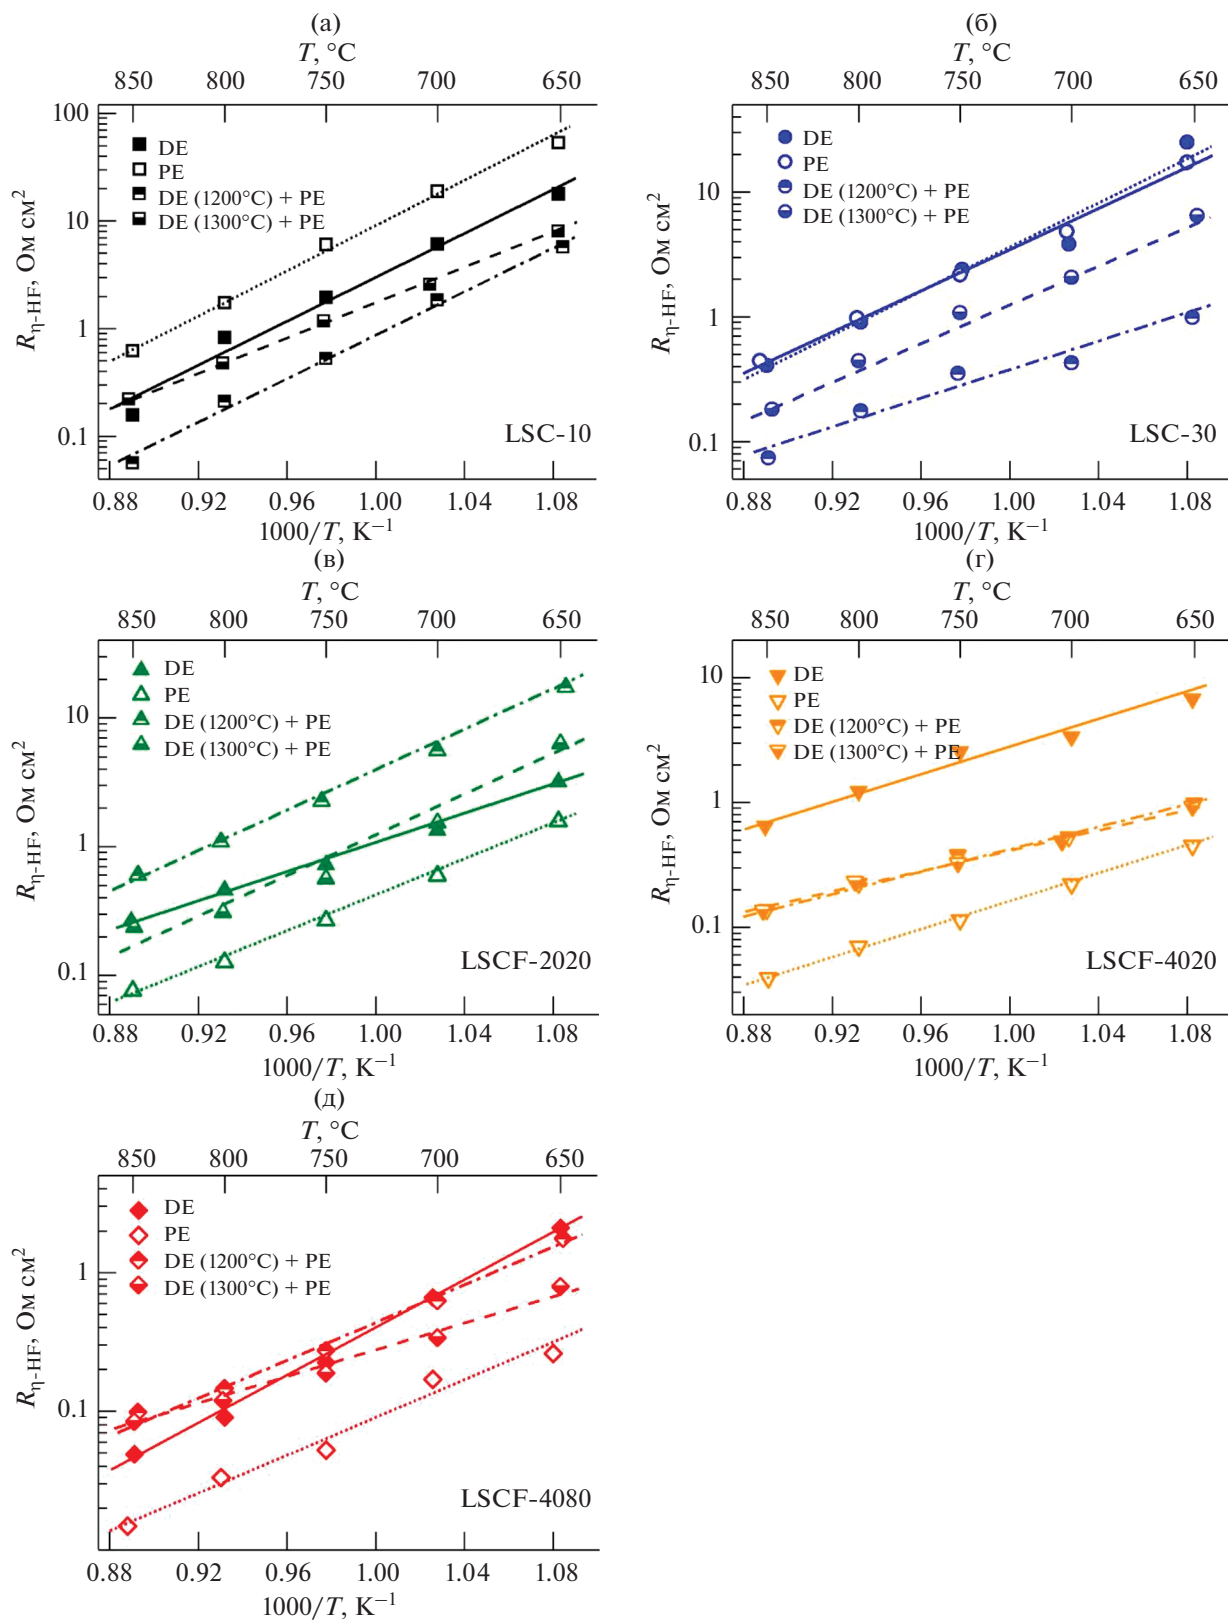 (а)
T, °C
850 800 750 700 650
100
10
1
0.1
R η-HF, Ом см²
DE
PE
DE (1200°C) + PE
DE (1300°C) + PE
LSC-10
0.88 0.92 0.96 1.00 1.04 1.08
1000/T, K⁻¹
(б)
T, °C
850 800 750 700 650
10
1
0.1
R η-HF, Ом см²
DE
PE
DE (1200°C) + PE
DE (1300°C) + PE
LSC-30
0.88 0.92 0.96 1.00 1.04 1.08
1000/T, K⁻¹
(в)
T, °C
850 800 750 700 650
10
1
0.1
R η-HF, Ом см²
DE
PE
DE (1200°C) + PE
DE (1300°C) + PE
LSCF-2020
0.88 0.92 0.96 1.00 1.04 1.08
1000/T, K⁻¹
(г)
T, °C
850 800 750 700 650
10
1
0.1
R η-HF, Ом см²
DE
PE
DE (1200°C) + PE
DE (1300°C) + PE
LSCF-4020
0.88 0.92 0.96 1.00 1.04 1.08
1000/T, K⁻¹
(д)
T, °C
850 800 750 700 650
1
0.1
R η-HF, Ом см²
DE
PE
DE (1200°C) + PE
DE (1300°C) + PE
LSCF-4080
0.88 0.92 0.96 1.00 1.04 1.08
1000/T, K⁻¹